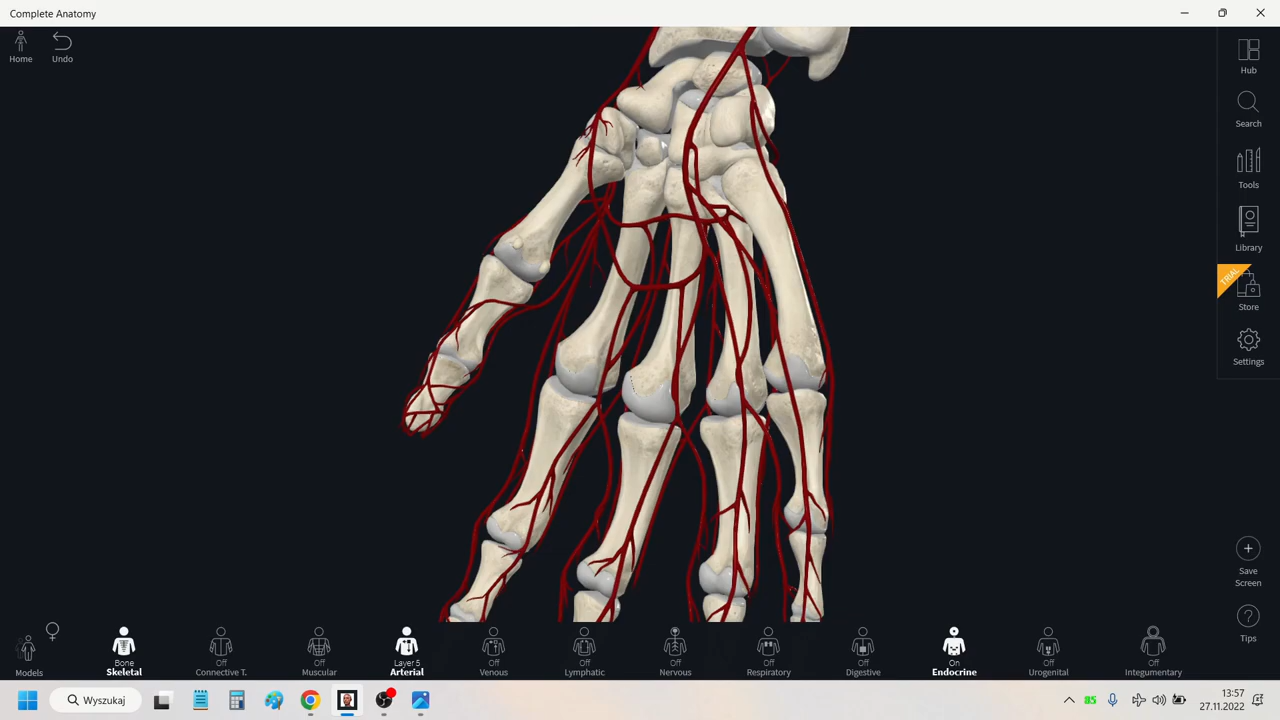 Complete Anatomy
Home
Undo
Hub
Search
Tools
Library
TRIAL
Store
Settings
Save
Screen
Tips
Models
Bone
Skeletal
Off
Connective T.
Off
Muscular
Layer 5
Arterial
Off
Venous
Off
Lymphatic
Off
Nervous
Off
Respiratory
Off
Digestive
On
Endocrine
Off
Urogenital
Off
Integumentary
Wyszukaj
85
13:57
27.11.2022